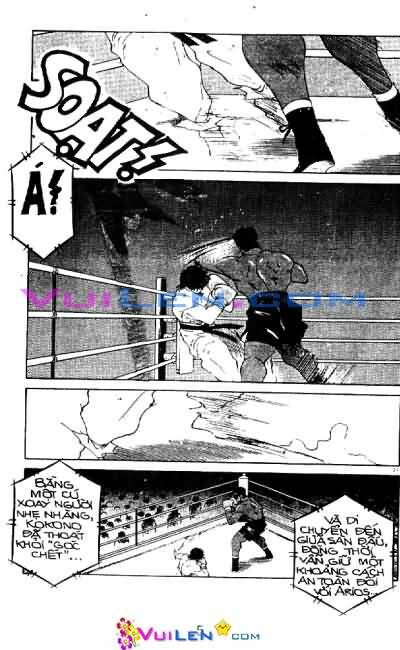 SOẠT!
Á!
VuiLen.com
BẰNG
MỘT CÚ
XOAY NGƯỜI
NHẸ NHÀNG,
KOKONO
ĐÃ THOÁT
KHỎI "GÓC
CHẾT"...
VÀ DI
CHUYỂN ĐẾN
GIỮA SÀN ĐẤU,
ĐỒNG THỜI
VẪN GIỮ MỘT
KHOẢNG CÁCH
AN TOÀN ĐỐI
VỚI ARIOS...
5
VuiLen.com